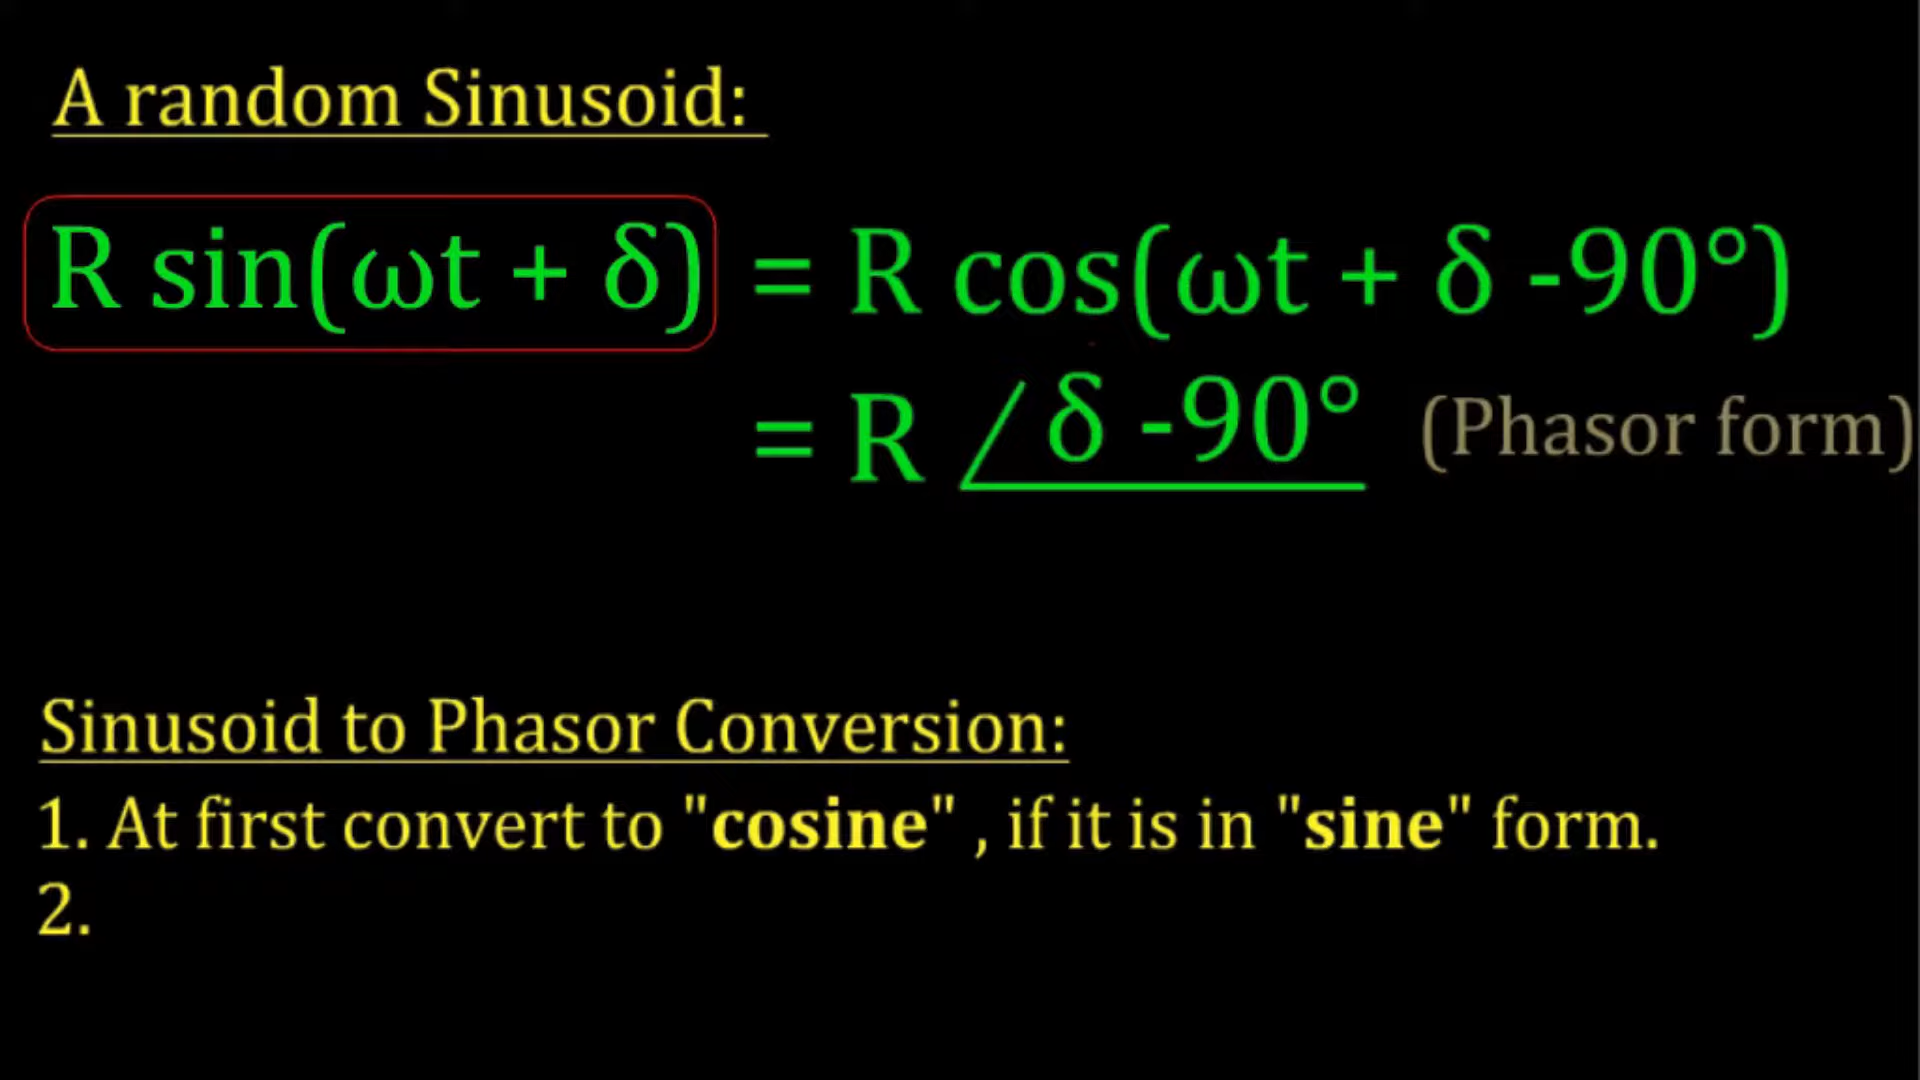 A random Sinusoid:
R sin(ωt + δ) = R cos(ωt + δ -90°)
= R ∠δ -90° (Phasor form)
Sinusoid to Phasor Conversion:
1. At first convert to "cosine" , if it is in "sine" form.
2.